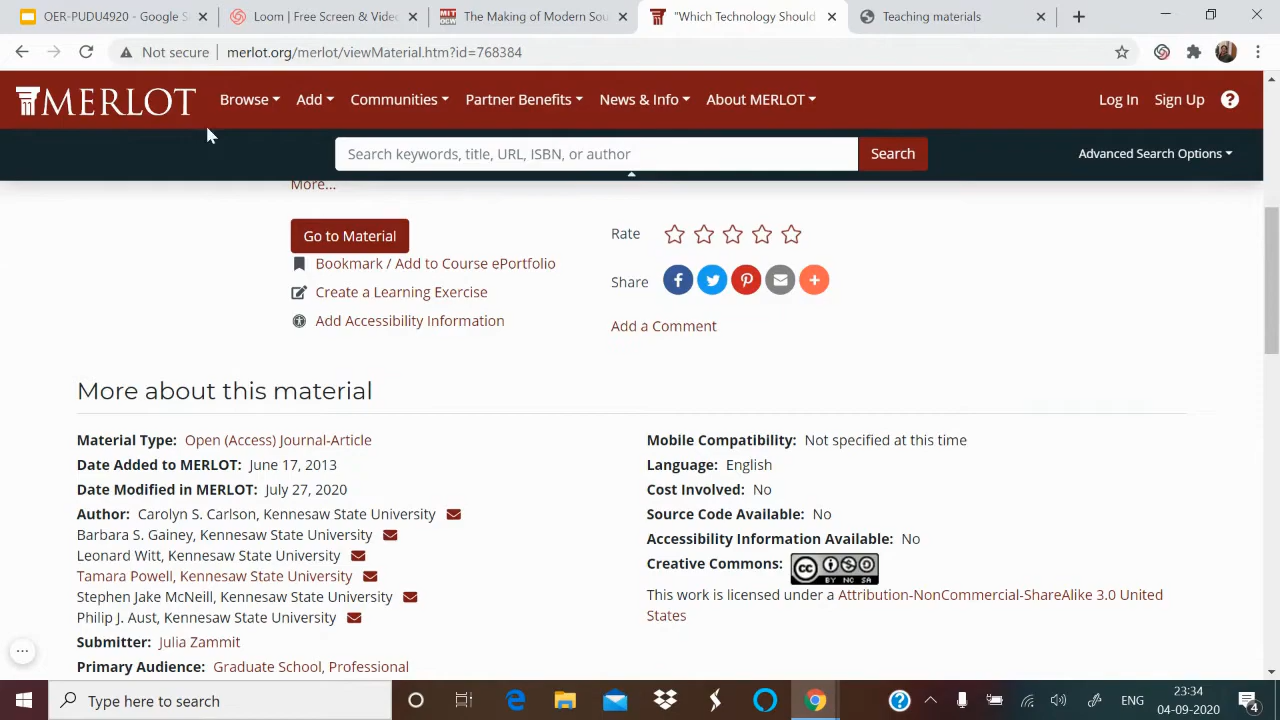 OER-PUDU4920 - Google S
Loom | Free Screen & Video
MIT OCW The Making of Modern Sou
"Which Technology Should
Teaching materials
Not secure merlot.org/merlot/viewMaterial.htm?id=768384
MERLOT Browse Add Communities Partner Benefits News & Info About MERLOT Log In Sign Up ?
Search keywords, title, URL, ISBN, or author Search Advanced Search Options
More...
Go to Material
Rate
Bookmark / Add to Course ePortfolio
Share
Create a Learning Exercise
Add Accessibility Information
Add a Comment
More about this material
Material Type: Open (Access) Journal-Article
Date Added to MERLOT: June 17, 2013
Date Modified in MERLOT: July 27, 2020
Author: Carolyn S. Carlson, Kennesaw State University
Barbara S. Gainey, Kennesaw State University
Leonard Witt, Kennesaw State University
Tamara Powell, Kennesaw State University
Stephen Jake McNeill, Kennesaw State University
Philip J. Aust, Kennesaw State University
Submitter: Julia Zammit
Primary Audience: Graduate School, Professional
Mobile Compatibility: Not specified at this time
Language: English
Cost Involved: No
Source Code Available: No
Accessibility Information Available: No
Creative Commons: CC BY NC SA
This work is licensed under a Attribution-NonCommercial-ShareAlike 3.0 United
States
Type here to search
ENG
23:34
04-09-2020
4